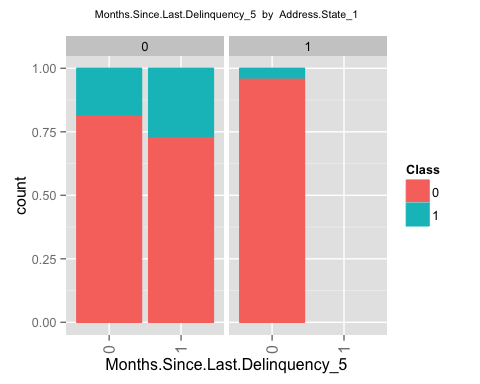 Months.Since.Last.Delinquency_5 by Address.State_1
0 1
1.00
0.75
0.50
0.25
0.00
count
0 1 0 1
Months.Since.Last.Delinquency_5
Class
0
1